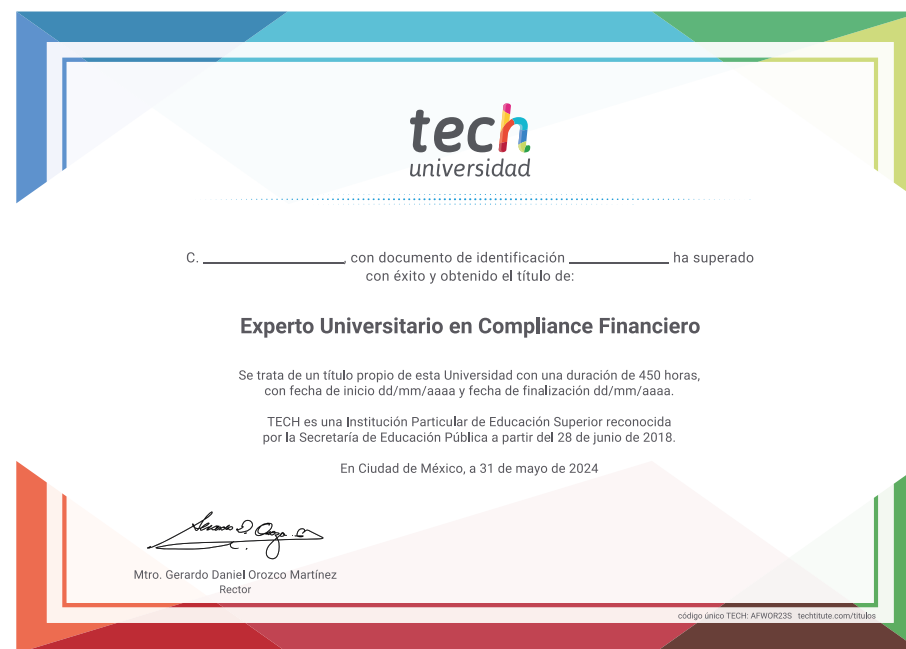 tech
universidad
C. ____________________, con documento de identificación ______________ ha superado
con éxito y obtenido el título de:
Experto Universitario en Compliance Financiero
Se trata de un título propio de esta Universidad con una duración de 450 horas,
con fecha de inicio dd/mm/aaaa y fecha de finalización dd/mm/aaaa.
TECH es una Institución Particular de Educación Superior reconocida
por la Secretaría de Educación Pública a partir del 28 de junio de 2018.
En Ciudad de México, a 31 de mayo de 2024
Mtro. Gerardo Daniel Orozco Martínez
Rector
código único TECH: AFWOR23S techtitute.com/titulos